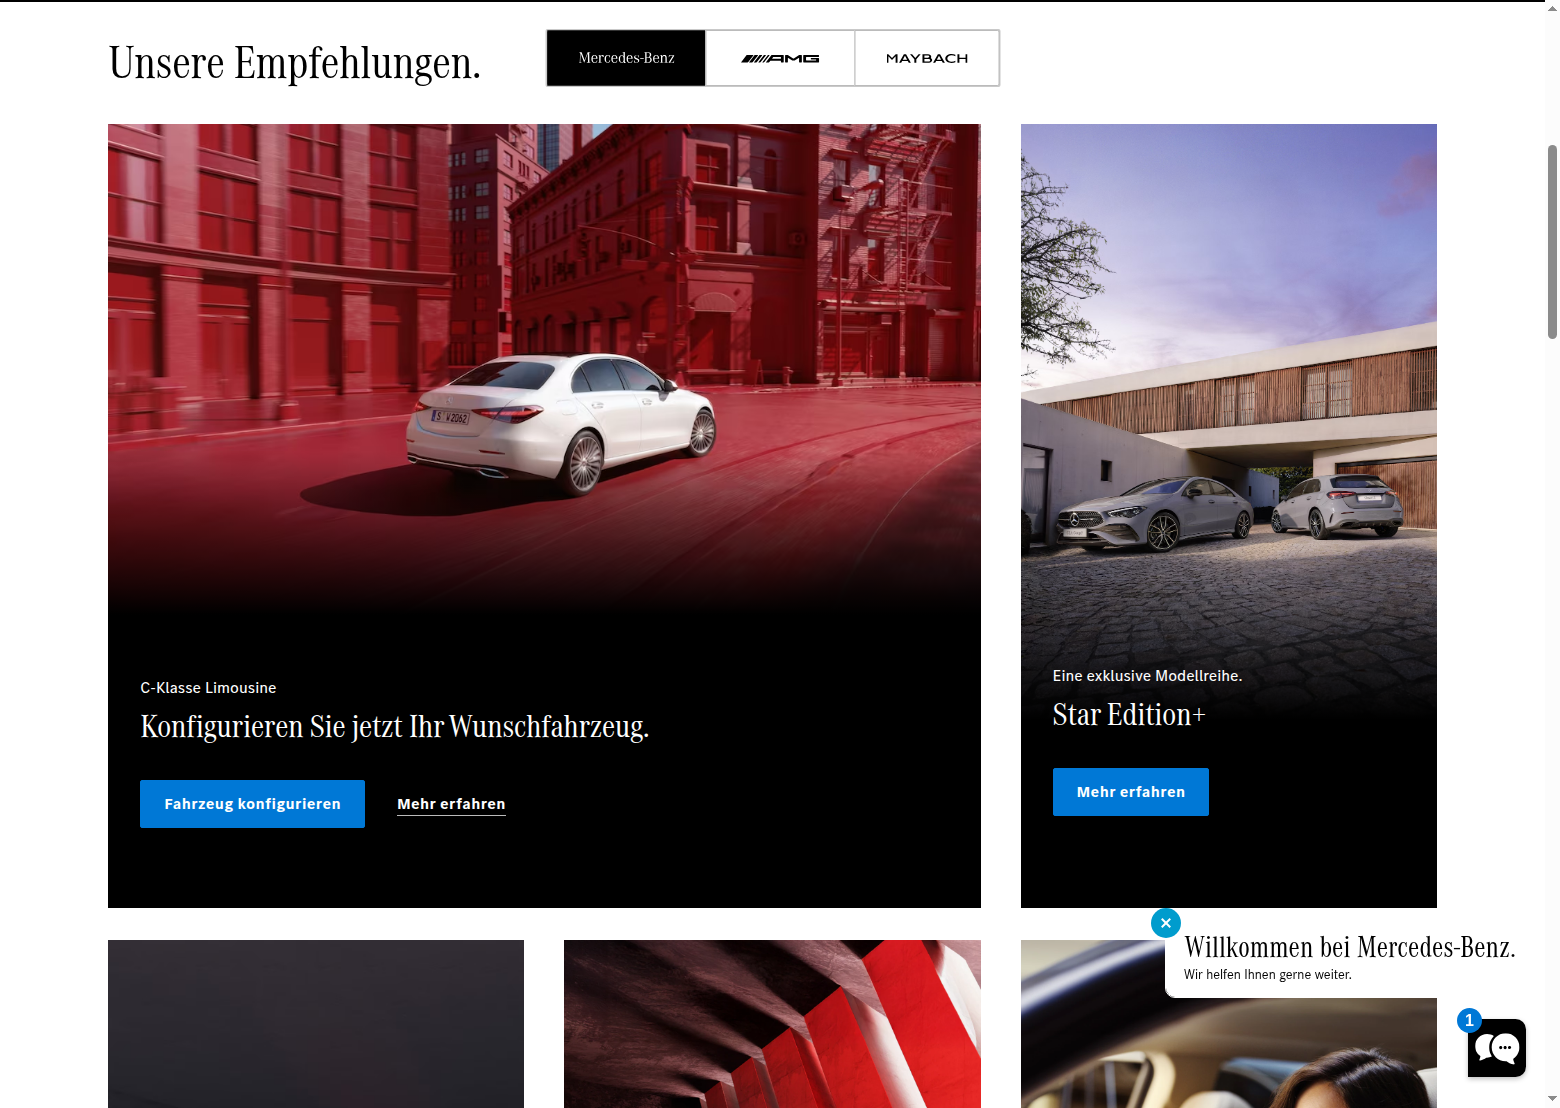 Unsere Empfehlungen.
Mercedes-Benz
AMG
MAYBACH
S W 2062
C-Klasse Limousine
Konfigurieren Sie jetzt Ihr Wunschfahrzeug.
Fahrzeug konfigurieren
Mehr erfahren
Eine exklusive Modellreihe.
Star Edition+
Mehr erfahren
Willkommen bei Mercedes-Benz.
Wir helfen Ihnen gerne weiter.
1